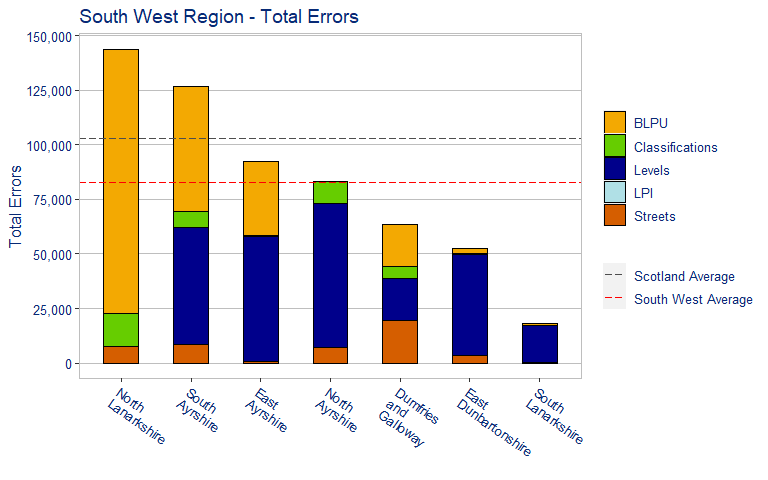 South West Region - Total Errors
Total Errors
150,000
125,000
100,000
75,000
50,000
25,000
0
North
Lanarkshire
South
Ayrshire
East
Ayrshire
North
Ayrshire
Dumfries
and
Galloway
East
Dunbartonshire
South
Lanarkshire
BLPU
Classifications
Levels
LPI
Streets
Scotland Average
South West Average